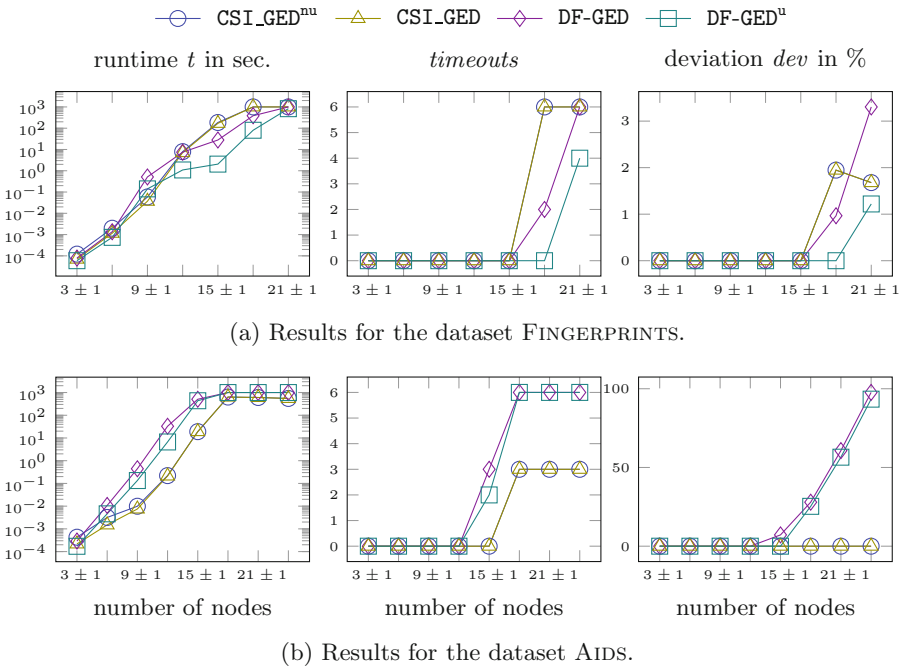 CSI_GED^nu CSI_GED DF-GED DF-GED^u
runtime t in sec. timeouts deviation dev in %
10^3
10^2
10^1
10^0
10^−1
10^−2
10^−3
10^−4
3 ± 1 9 ± 1 15 ± 1 21 ± 1
6
5
4
3
2
1
0
3 ± 1 9 ± 1 15 ± 1 21 ± 1
3
2
1
0
3 ± 1 9 ± 1 15 ± 1 21 ± 1
(a) Results for the dataset FINGERPRINTS.
10^3
10^2
10^1
10^0
10^−1
10^−2
10^−3
10^−4
3 ± 1 9 ± 1 15 ± 1 21 ± 1
number of nodes
6
5
4
3
2
1
0
3 ± 1 9 ± 1 15 ± 1 21 ± 1
number of nodes
100
50
0
3 ± 1 9 ± 1 15 ± 1 21 ± 1
number of nodes
(b) Results for the dataset AIDS.